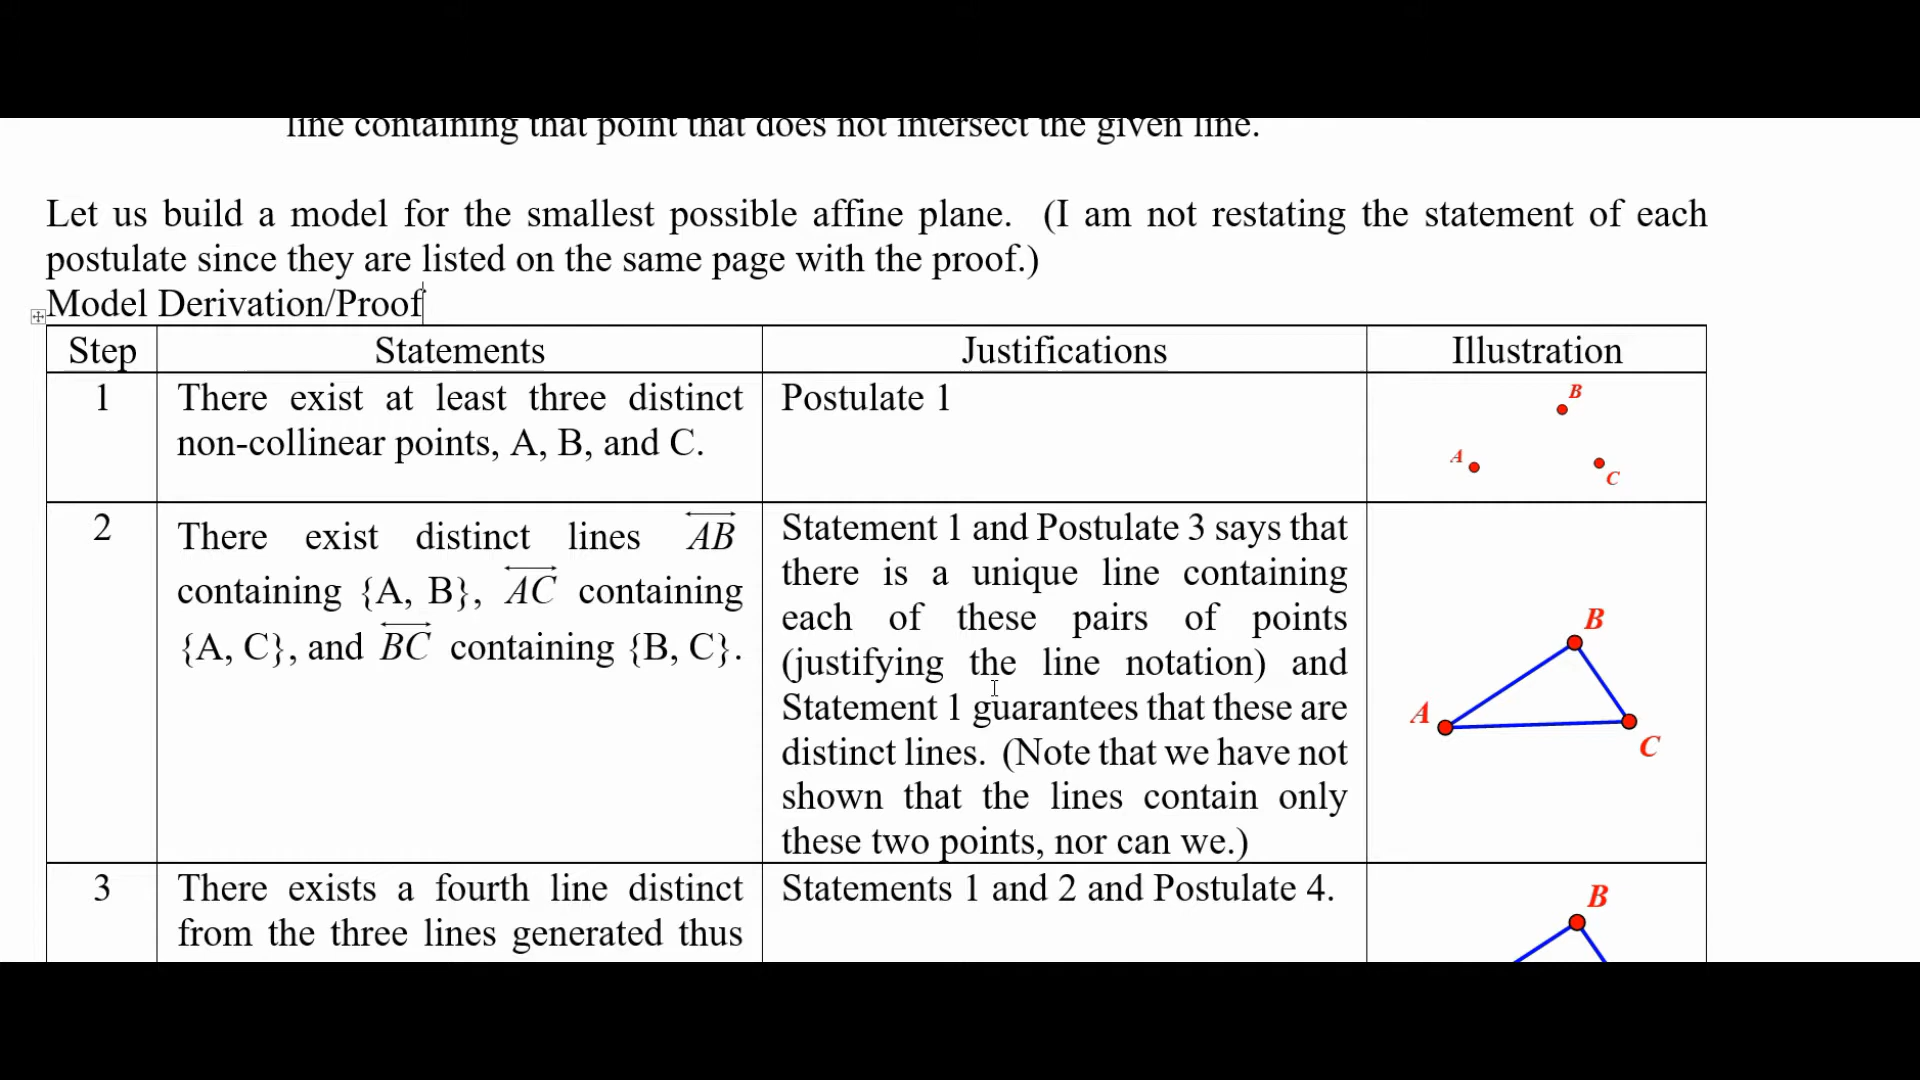 line containing that point that does not intersect the given line.
Let us build a model for the smallest possible affine plane. (I am not restating the statement of each
postulate since they are listed on the same page with the proof.)
Model Derivation/Proof
Step Statements Justifications Illustration
1
There exist at least three distinct
non-collinear points, A, B, and C.
Postulate 1
B
A
C
2
There exist distinct lines AB
containing {A, B}, AC containing
{A, C}, and BC containing {B, C}.
Statement 1 and Postulate 3 says that
there is a unique line containing
each of these pairs of points
(justifying the line notation) and
Statement 1 guarantees that these are
distinct lines. (Note that we have not
shown that the lines contain only
these two points, nor can we.)
B
A
C
3
There exists a fourth line distinct
from the three lines generated thus
Statements 1 and 2 and Postulate 4.
B